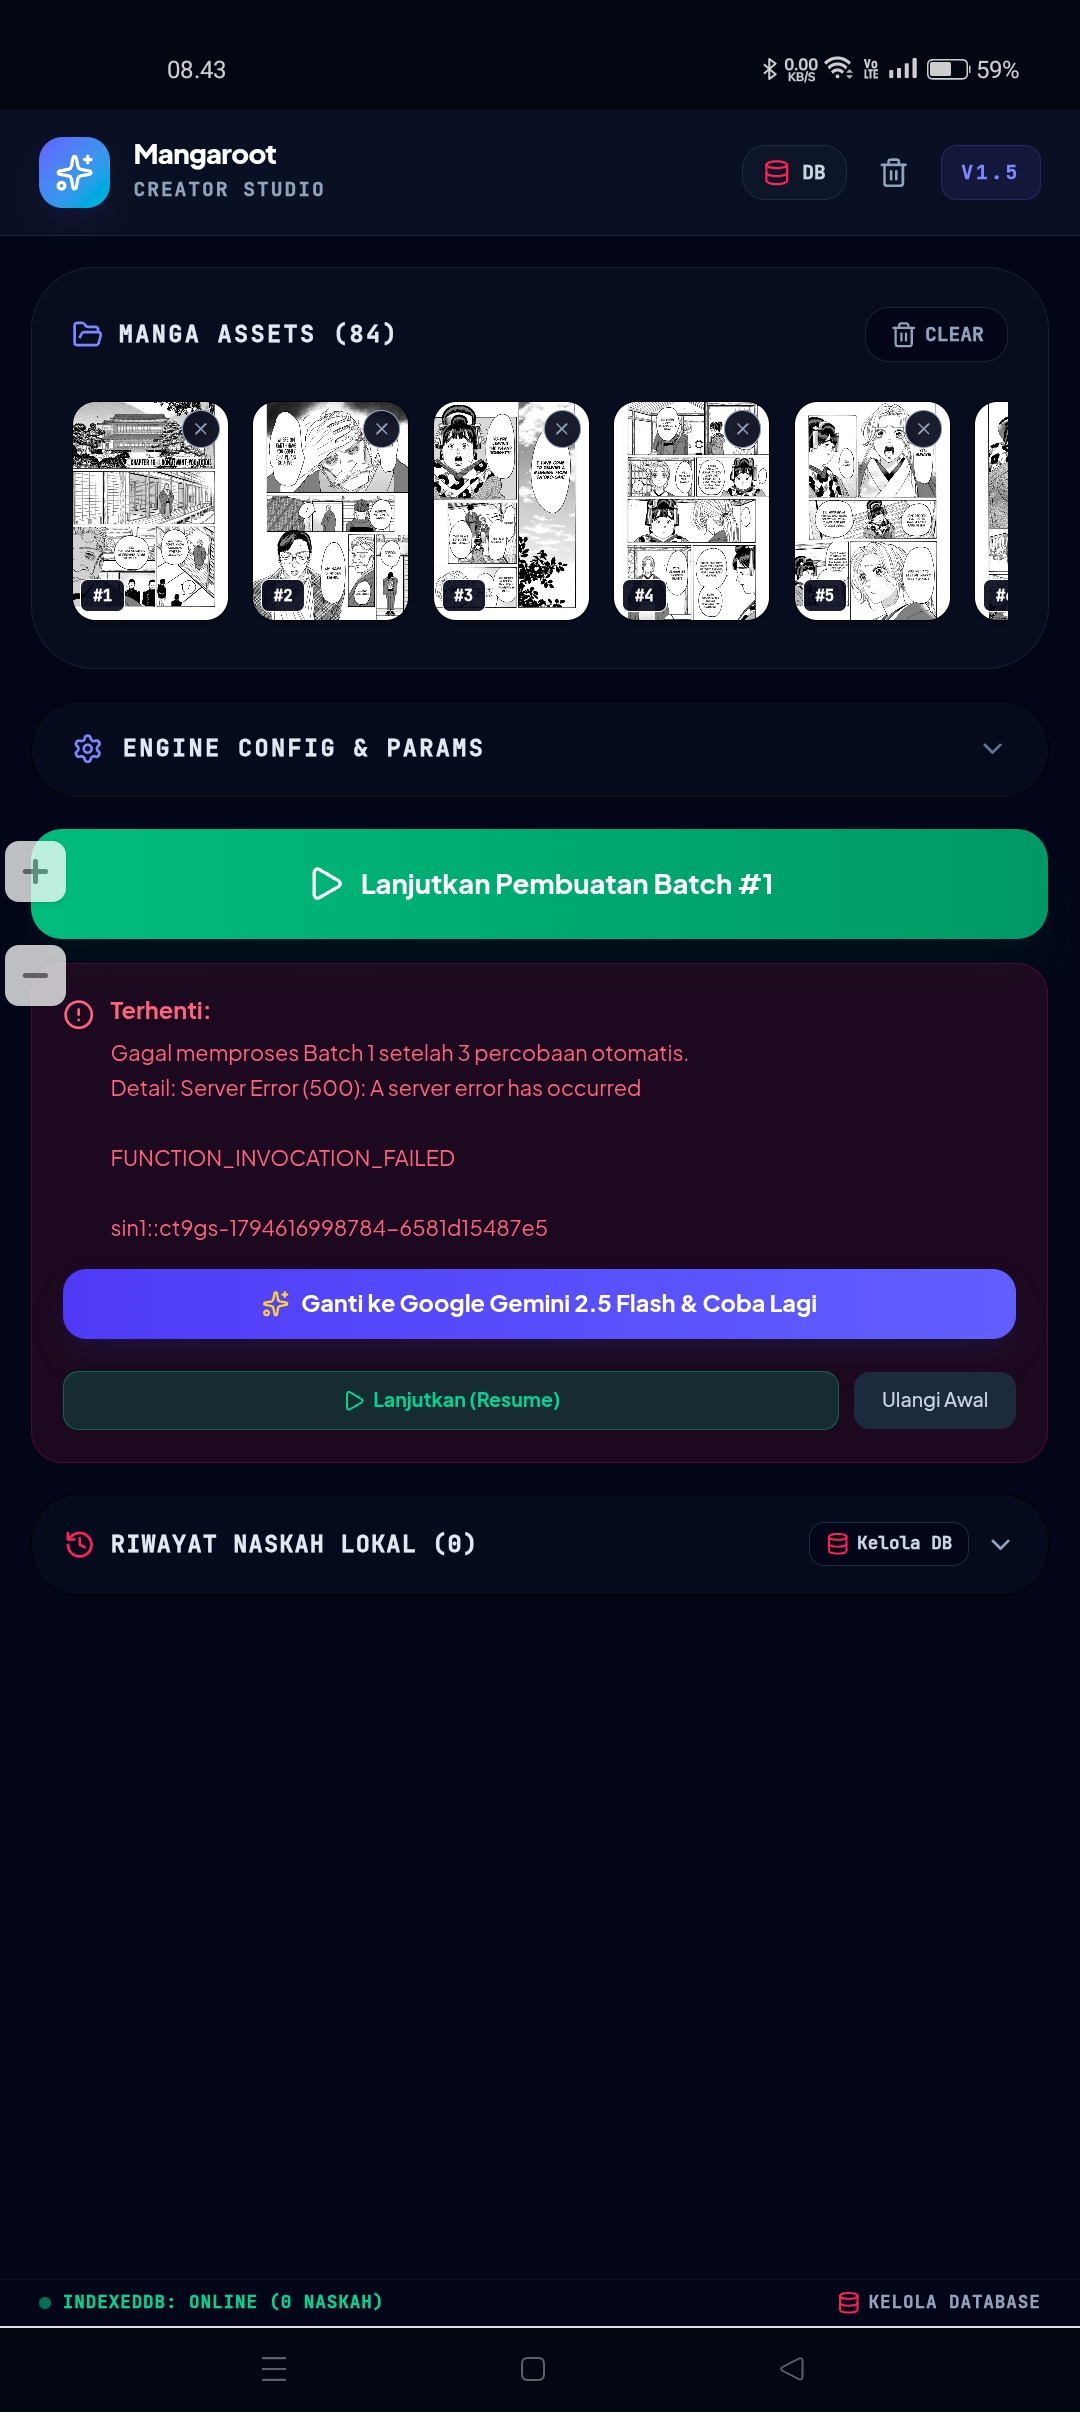 08.43
0.00 KB/S
Vo LTE
59%
Mangaroot
CREATOR STUDIO
DB
V1.5
MANGA ASSETS (84)
CLEAR
#1
#2
#3
#4
#5
ENGINE CONFIG & PARAMS
Lanjutkan Pembuatan Batch #1
Terhenti:
Gagal memproses Batch 1 setelah 3 percobaan otomatis.
Detail: Server Error (500): A server error has occurred
FUNCTION_INVOCATION_FAILED
sin1::ct9gs-1794616998784-6581d15487e5
Ganti ke Google Gemini 2.5 Flash & Coba Lagi
Lanjutkan (Resume)
Ulangi Awal
RIWAYAT NASKAH LOKAL (0)
Kelola DB
INDEXEDDB: ONLINE (0 NASKAH)
KELOLA DATABASE